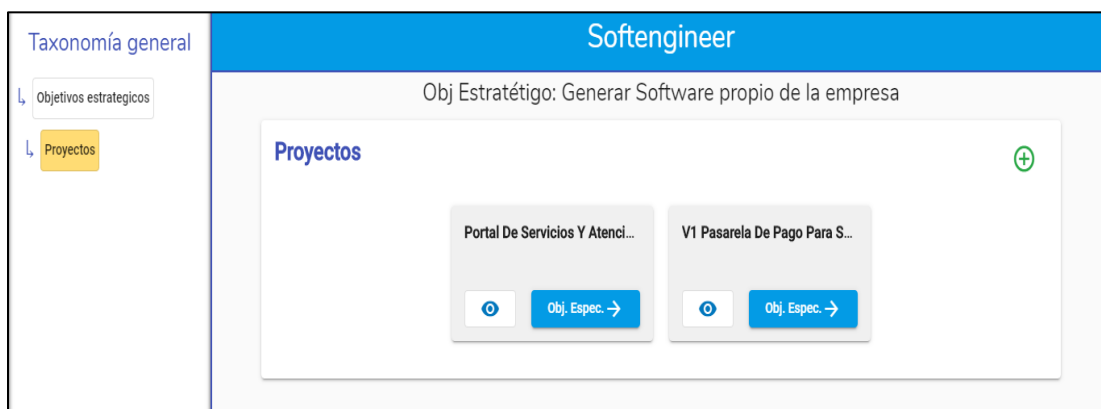 Taxonomía general
Objetivos estrategicos
Proyectos
Softengineer
Obj Estratétigo: Generar Software propio de la empresa
Proyectos
Portal De Servicios Y Atenci...
Obj. Espec.
V1 Pasarela De Pago Para S...
Obj. Espec.